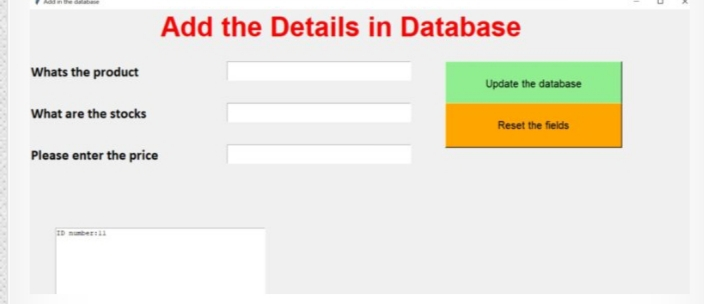 Add in the database
Add the Details in Database
Whats the product
Update the database
What are the stocks
Reset the fields
Please enter the price
ID number:11